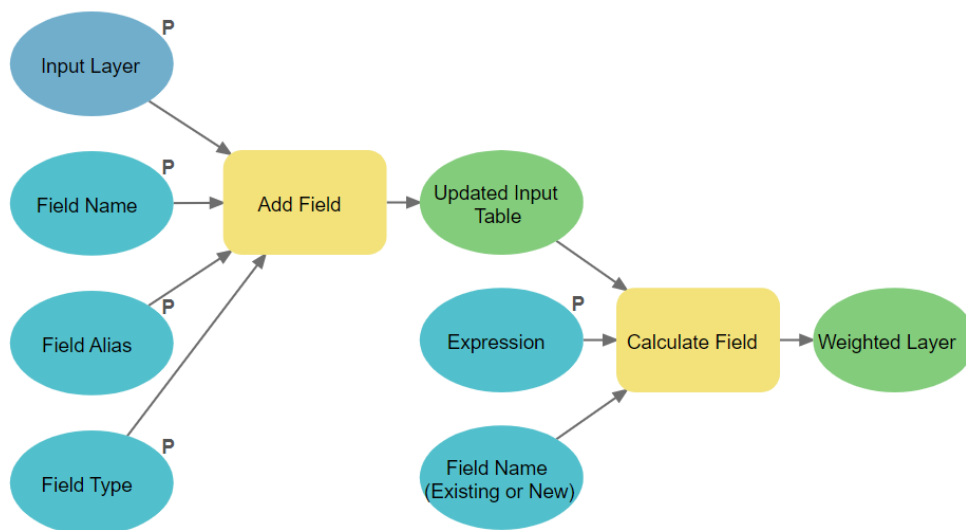 P
Input Layer
P
Field Name
Add Field
Updated Input
Table
P
Field Alias
P
Expression
Calculate Field
Weighted Layer
P
Field Type
Field Name
(Existing or New)